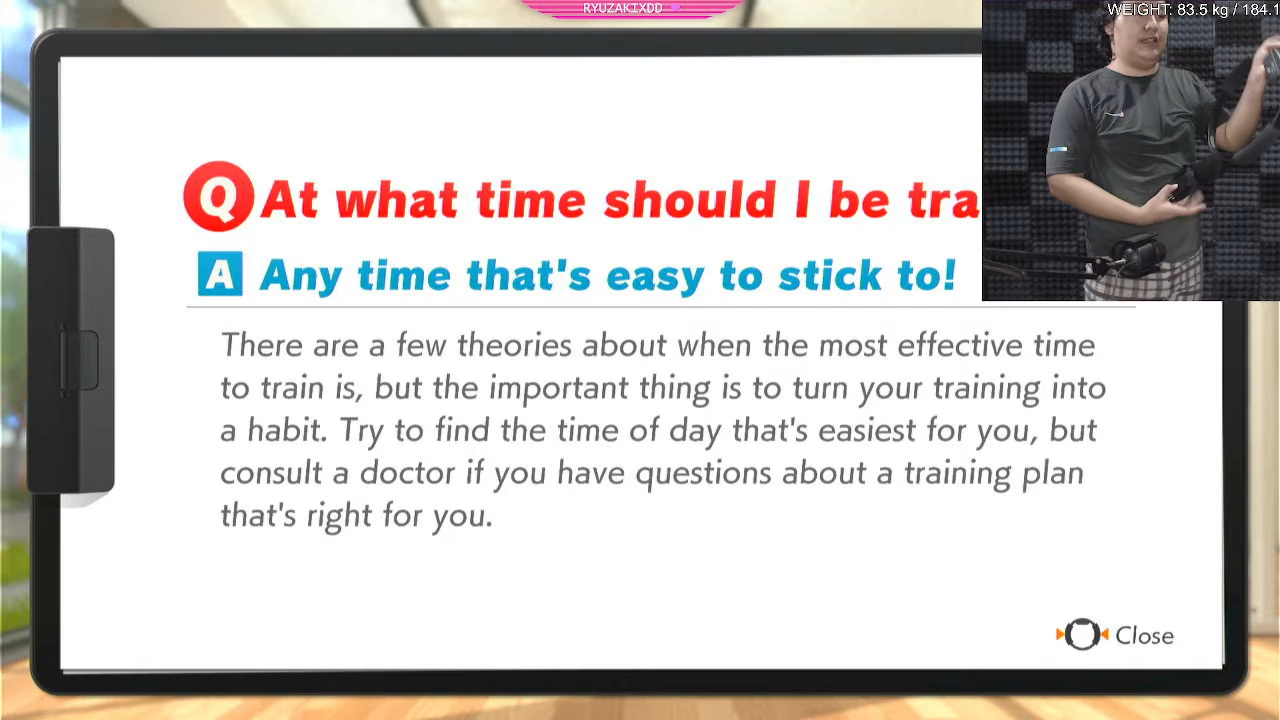 RYUZAKIXDD
WEIGHT: 83.5 kg / 184.1
Q At what time should I be tra
A Any time that's easy to stick to!
There are a few theories about when the most effective time
to train is, but the important thing is to turn your training into
a habit. Try to find the time of day that's easiest for you, but
consult a doctor if you have questions about a training plan
that's right for you.
Close